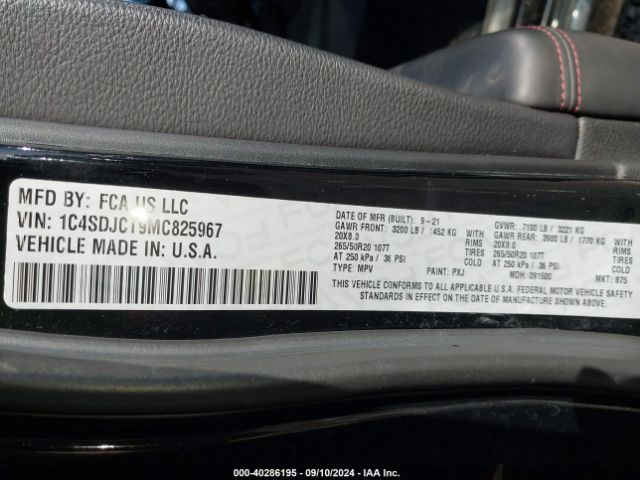 MFD BY: FCA US LLC
VIN: 1C4SDJCT9MC825967
VEHICLE MADE IN: U.S.A.
DATE OF MFR (BUILT): 9-21
GAWR FRONT: 3200 LB / 1452 KG WITH
20X8.0 RIMS
265/50R20 107T TIRES
AT 250 kPa / 36 PSI COLD
TYPE: MPV PAINT: PXJ
GVWR: 7100 LB / 3221 KG
GAWR REAR: 3900 LB / 1770 KG WITH
20X8.0 RIMS
265/50R20 107T TIRES
AT 250 kPa / 36 PSI COLD
MDH: 091500 MKT: 875
THIS VEHICLE CONFORMS TO ALL APPLICABLE U.S.A. FEDERAL MOTOR VEHICLE SAFETY
STANDARDS IN EFFECT ON THE DATE OF MANUFACTURE SHOWN ABOVE.
000-40286195 - 09/10/2024 - IAA Inc.